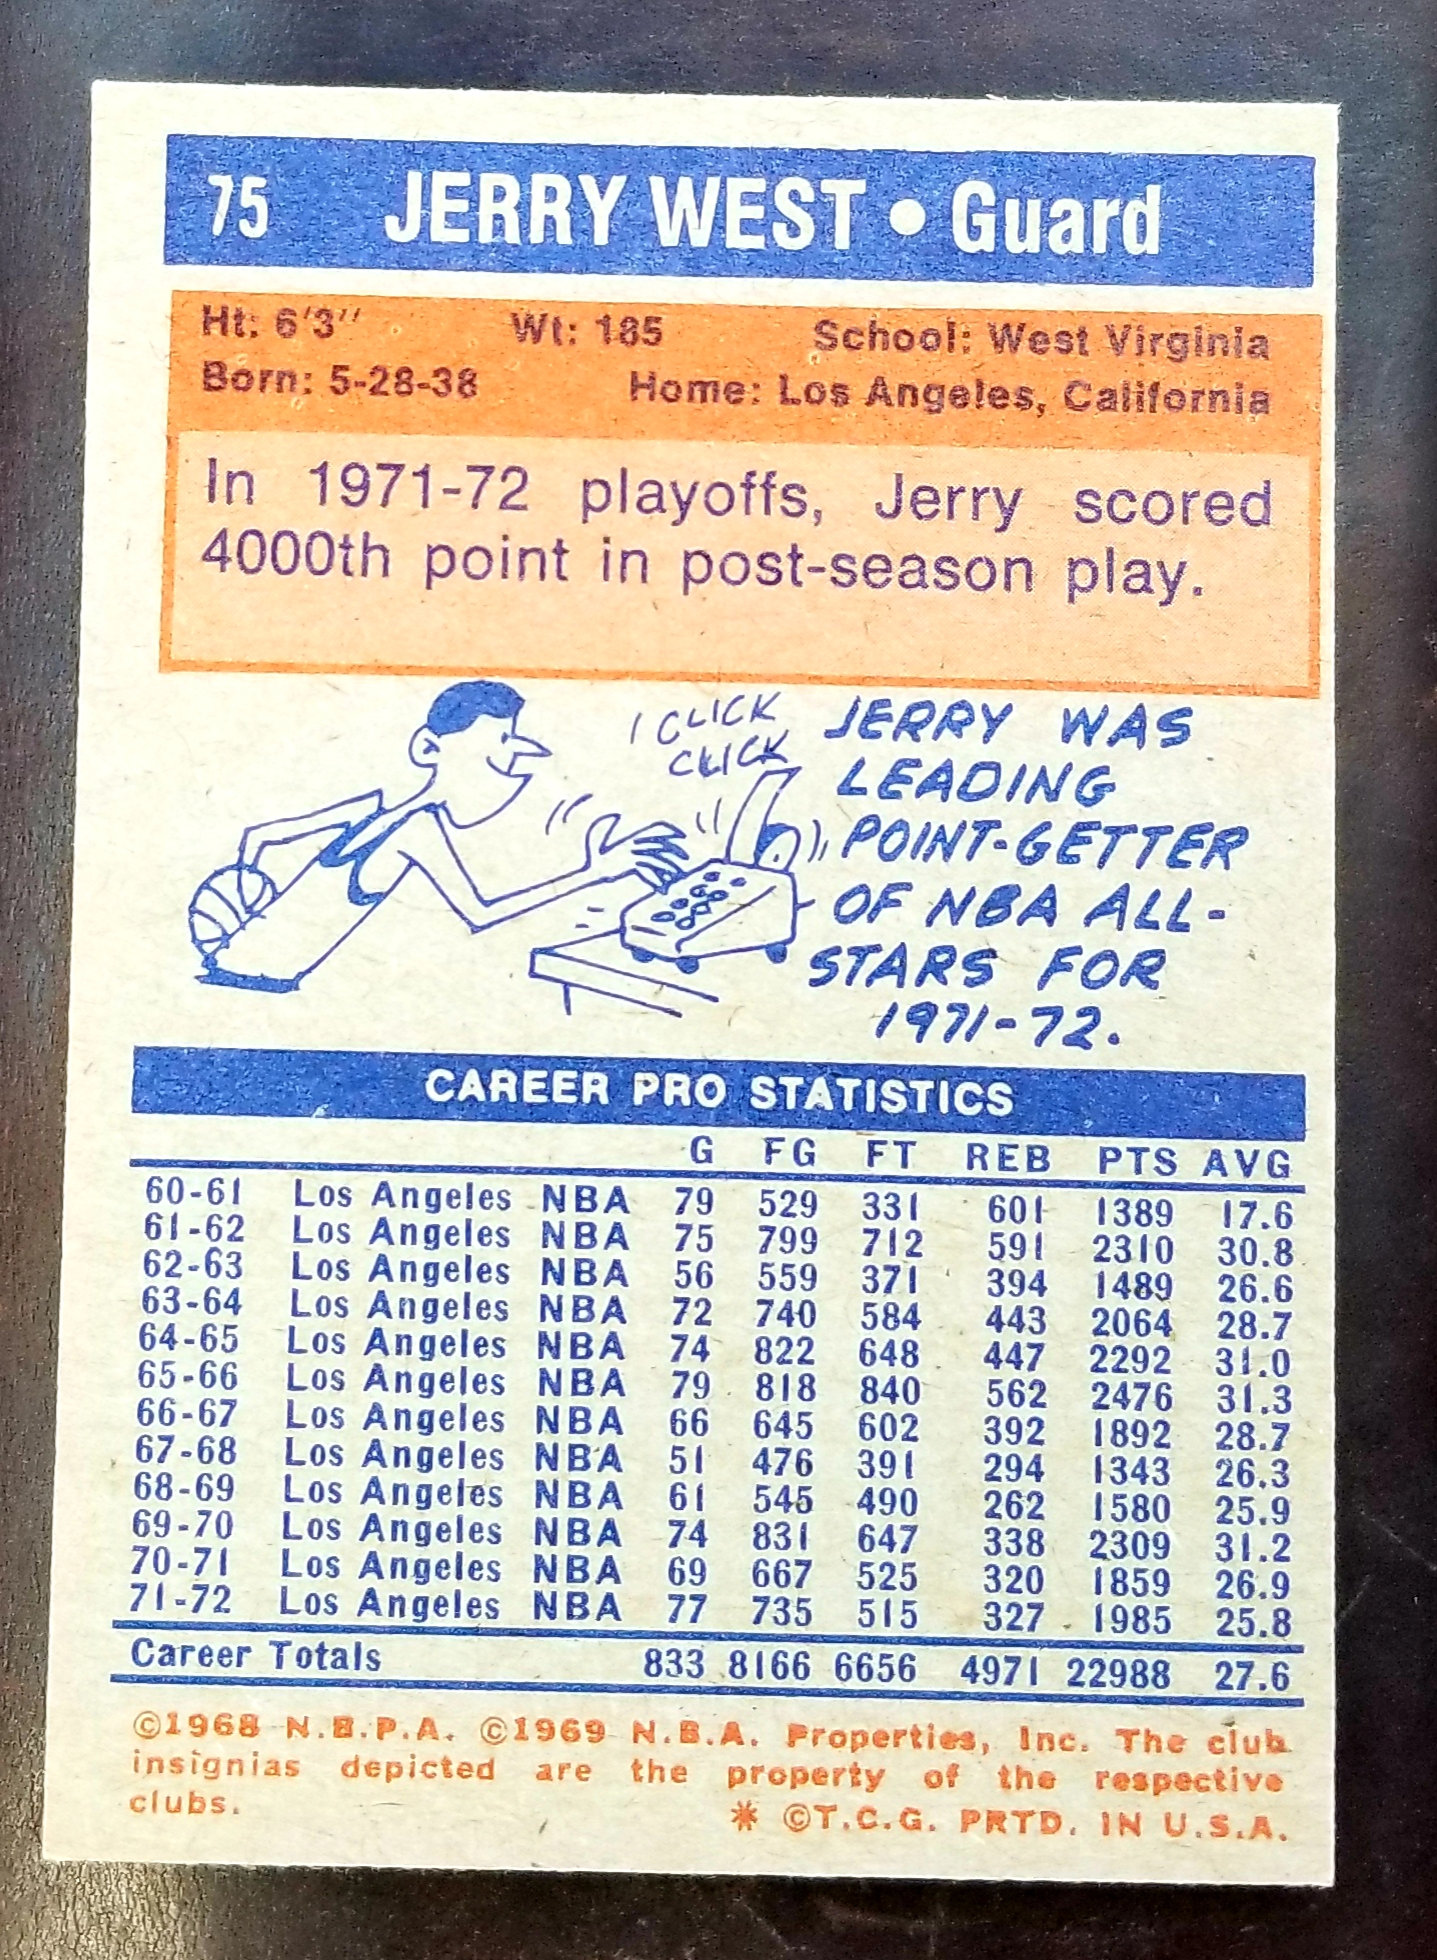 75 JERRY WEST • Guard
Ht: 6'3" Wt: 185 School: West Virginia
Born: 5-28-38 Home: Los Angeles, California
In 1971-72 playoffs, Jerry scored
4000th point in post-season play.
CLICK
CLICK
JERRY WAS
LEADING
POINT-GETTER
OF NBA ALL-
STARS FOR
1971-72.
CAREER PRO STATISTICS
G FG FT REB PTS AVG
60-61 Los Angeles NBA 79 529 331 601 1389 17.6
61-62 Los Angeles NBA 75 799 712 591 2310 30.8
62-63 Los Angeles NBA 56 559 371 394 1489 26.6
63-64 Los Angeles NBA 72 740 584 443 2064 28.7
64-65 Los Angeles NBA 74 822 648 447 2292 31.0
65-66 Los Angeles NBA 79 818 840 562 2476 31.3
66-67 Los Angeles NBA 66 645 602 392 1892 28.7
67-68 Los Angeles NBA 51 476 391 294 1343 26.3
68-69 Los Angeles NBA 61 545 490 262 1580 25.9
69-70 Los Angeles NBA 74 831 647 338 2309 31.2
70-71 Los Angeles NBA 69 667 525 320 1859 26.9
71-72 Los Angeles NBA 77 735 515 327 1985 25.8
Career Totals 833 8166 6656 4971 22988 27.6
©1968 N.B.P.A. ©1969 N.B.A. Properties, Inc. The club
insignias depicted are the property of the respective
clubs. * ©T.C.G. PRTD. IN U.S.A.